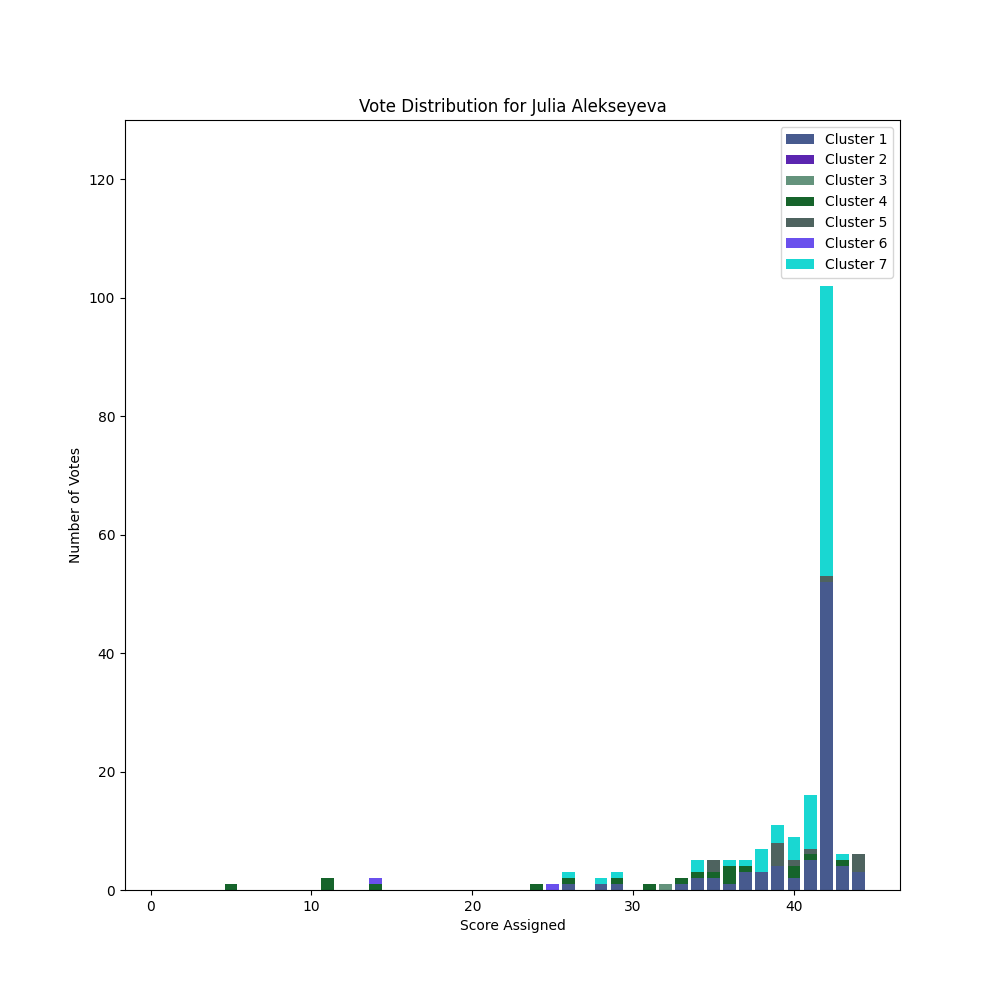 Vote Distribution for Julia Alekseyeva
Cluster 1
Cluster 2
Cluster 3
Cluster 4
Cluster 5
Cluster 6
Cluster 7
120
100
80
60
40
20
0
Number of Votes
0 10 20 30 40
Score Assigned